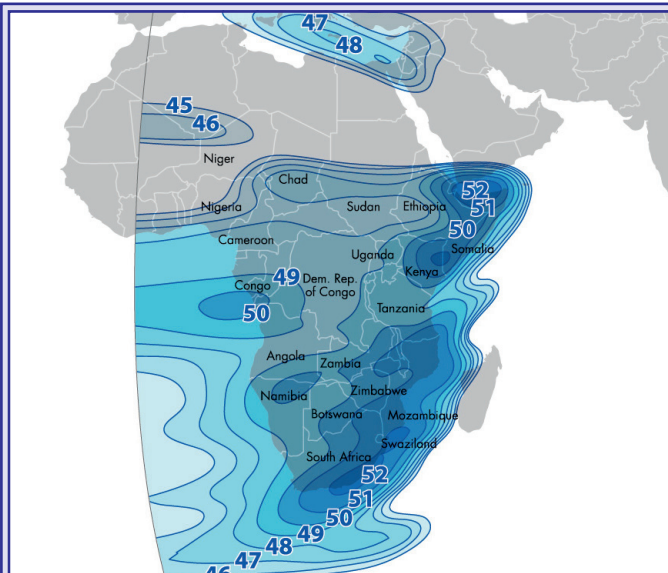 47
48
45
46
Niger
Chad
Nigeria
Sudan
Ethiopia
52
51
50
Cameroon
Somalia
Uganda
Kenya
49
Congo
Dem. Rep.
of Congo
50
Tanzania
Angola
Zambia
Namibia
Zimbabwe
Botswana
Mozambique
Swaziland
South Africa
52
51
50
49
48
47
46